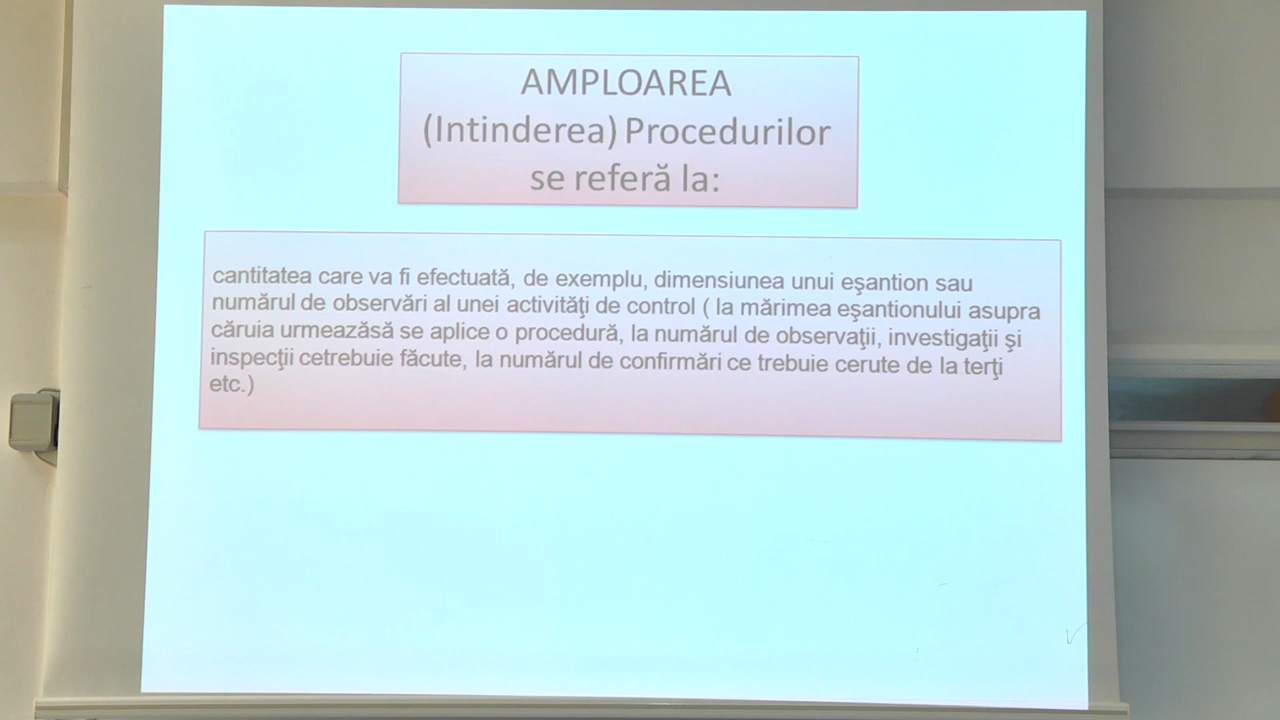 AMPLOAREA
(Intinderea) Procedurilor
se referă la:
cantitatea care va fi efectuată, de exemplu, dimensiunea unui eşantion sau
numărul de observări al unei activităţi de control ( la mărimea eşantionului asupra
căruia urmeazăsă se aplice o procedură, la numărul de observaţii, investigaţii şi
inspecţii cetrebuie făcute, la numărul de confirmări ce trebuie cerute de la terţi
etc.)